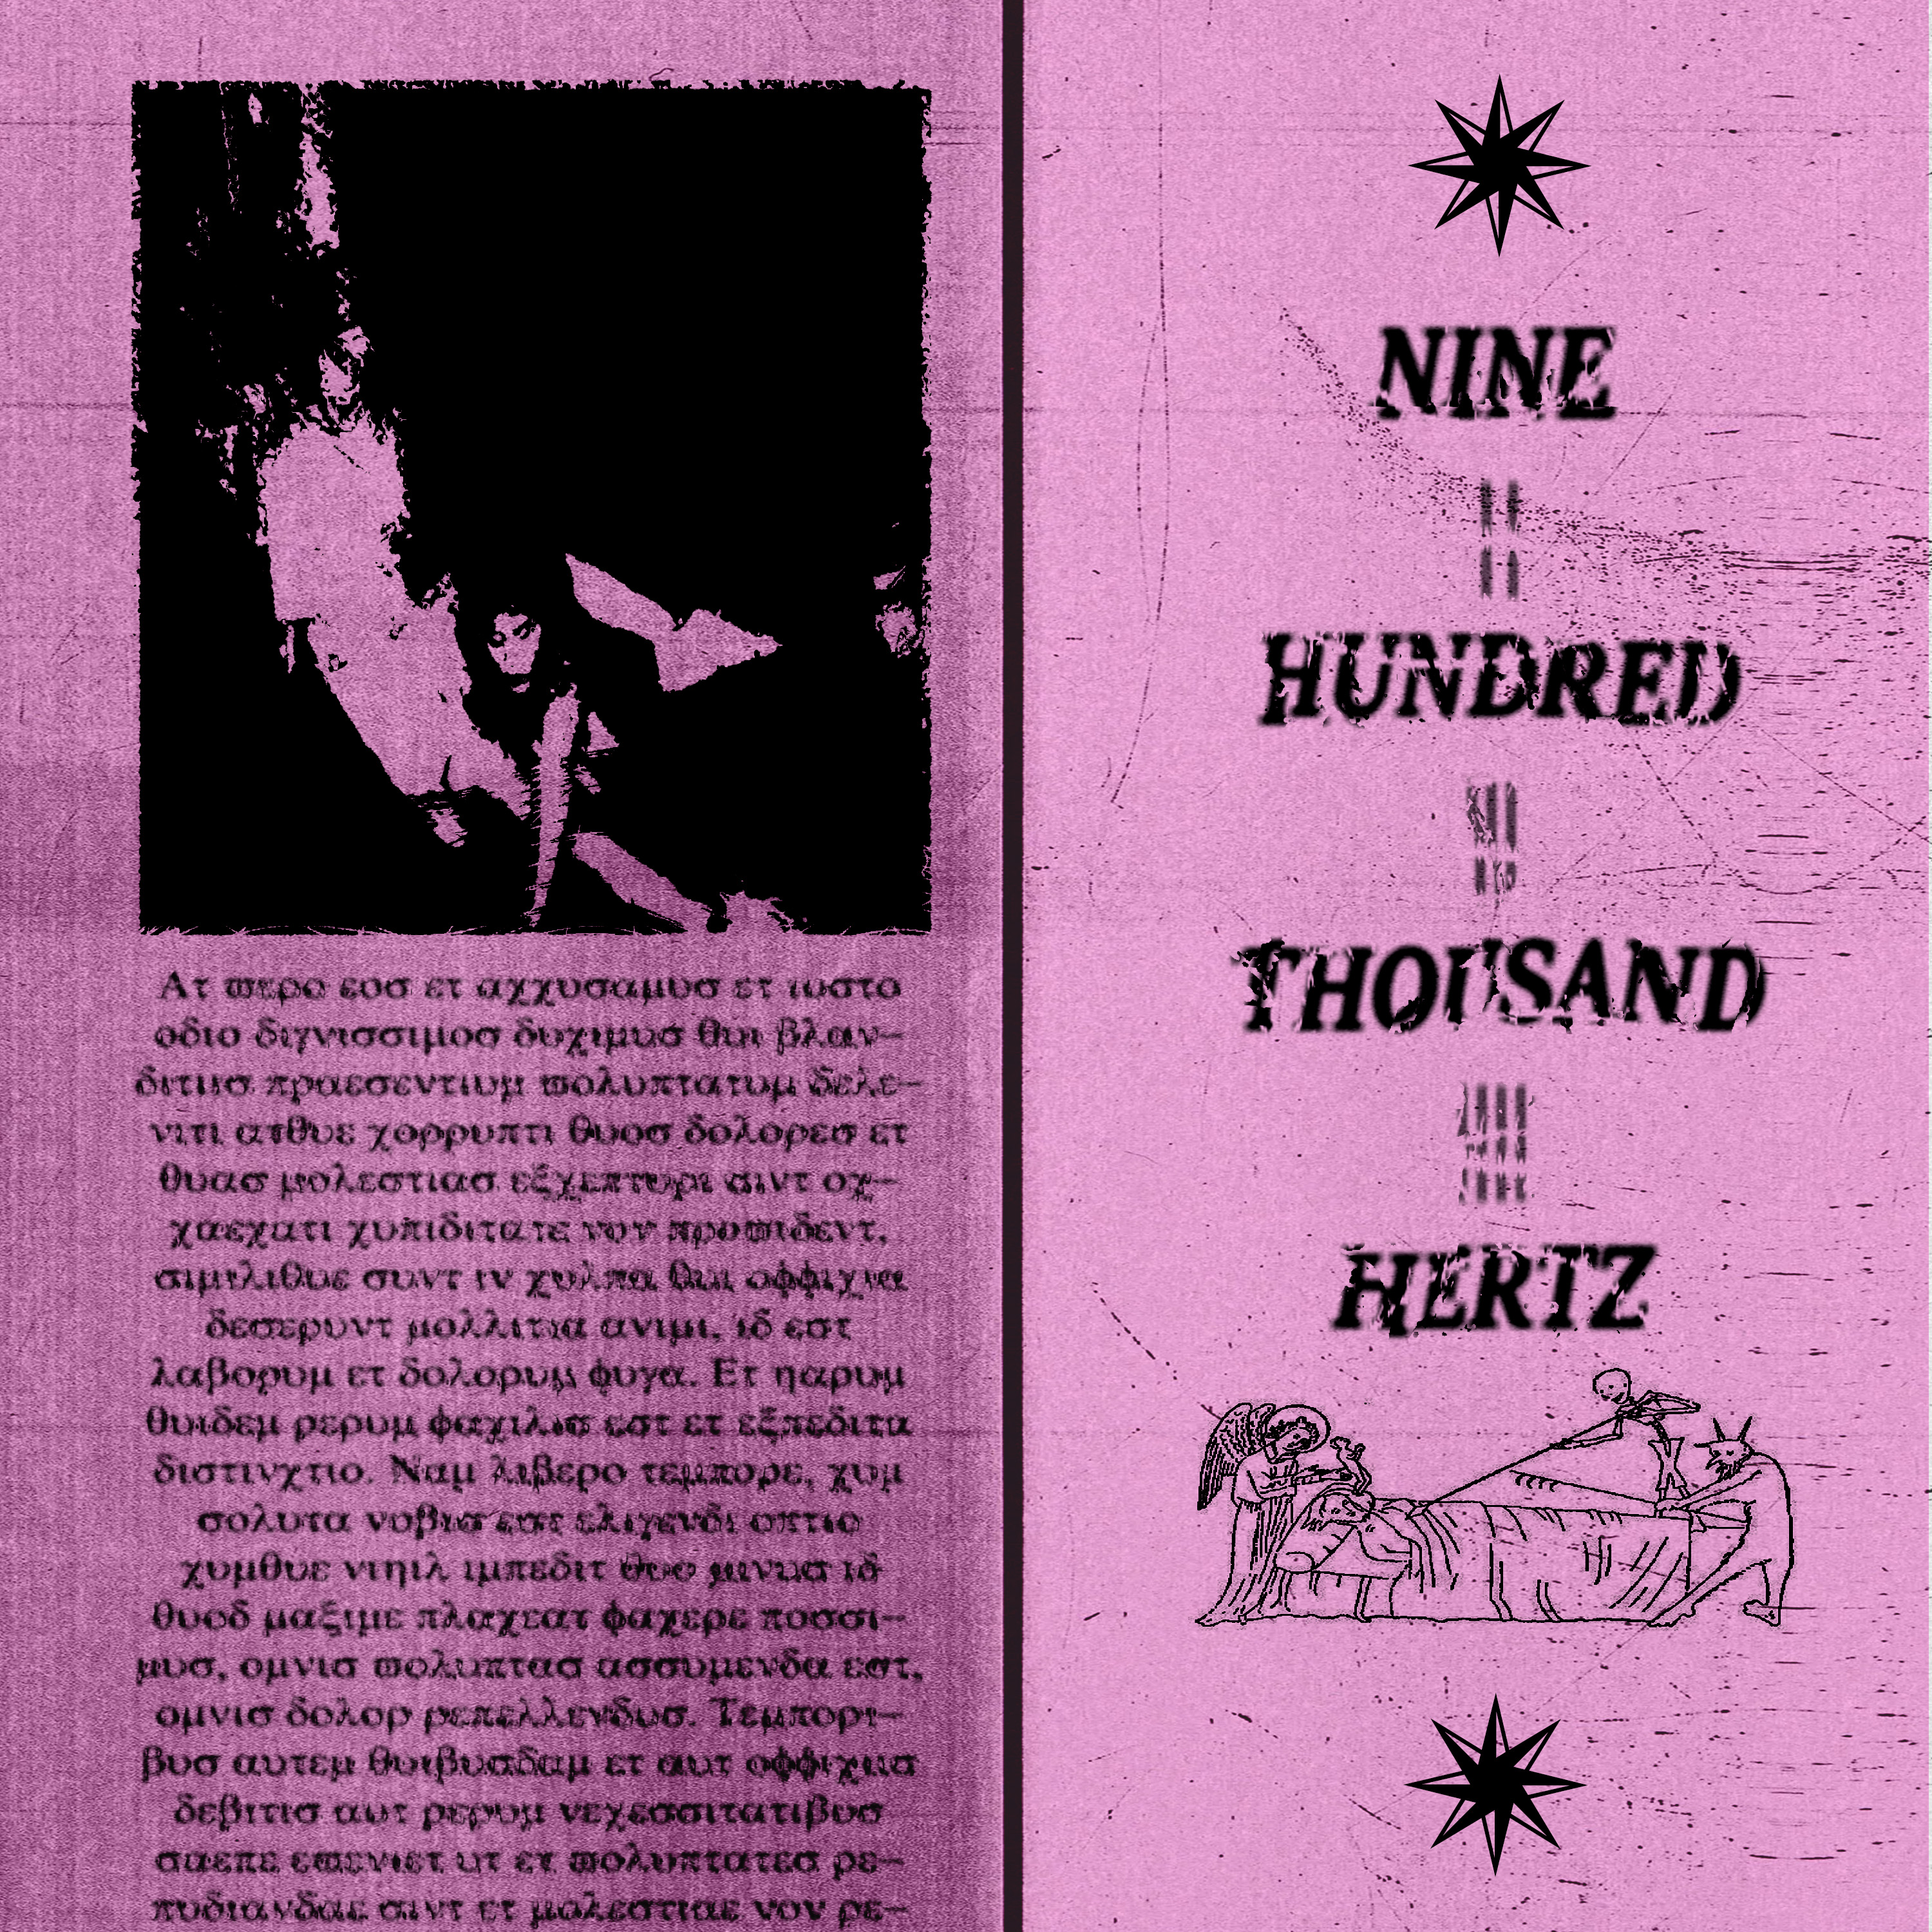 Ατ ϖερο εοσ ετ αχχυσαμυσ ετ ιυστο
οδιο διγνισσιμοσ δυχιμυσ θυι βλαν–
διτιισ πραεσεντιυμ ϖολυπτατυμ δελε–
νιτι ατθυε χορρυπτι θυοσ δολορεσ ετ
θυασ μολεστιασ εξχεπτυρι σιντ οχ–
χαεχατι χυπιδιτατε νον προϖιδεντ,
σιμιλιθυε συντ ιν χυλπα θυι οφφιχια
δεσερυντ μολλιτια ανιμι, ιδ εστ
λαβορυμ ετ δολορυμ φυγα. Ετ ηαρυμ
θυιδεμ ρερυμ φαχιλισ εστ ετ εξπεδιτα
διστινχτιο. Ναμ λιβερο τεμπορε, χυμ
σολυτα νοβισ εστ ελιγενδι οπτιο
χυμθυε νιηιλ ιμπεδιτ θυο μινυσ ιδ
θυοδ μαξιμε πλαχεατ φαχερε ποσσι–
μυσ, ομνισ ϖολυπτασ ασσυμενδα εστ,
ομνισ δολορ ρεπελλενδυσ. Τεμπορι–
βυσ αυτεμ θυιβυσδαμ ετ αυτ οφφιχιισ
δεβιτισ αυτ ρερυμ νεχεσσιτατιβυσ
σαεπε εϖενιετ υτ ετ ϖολυπτατεσ ρε–
πυδιανδαε σιντ ετ μολεστιαε νον ρε–
NINE
HUNDRED
THOUSAND
HERTZ